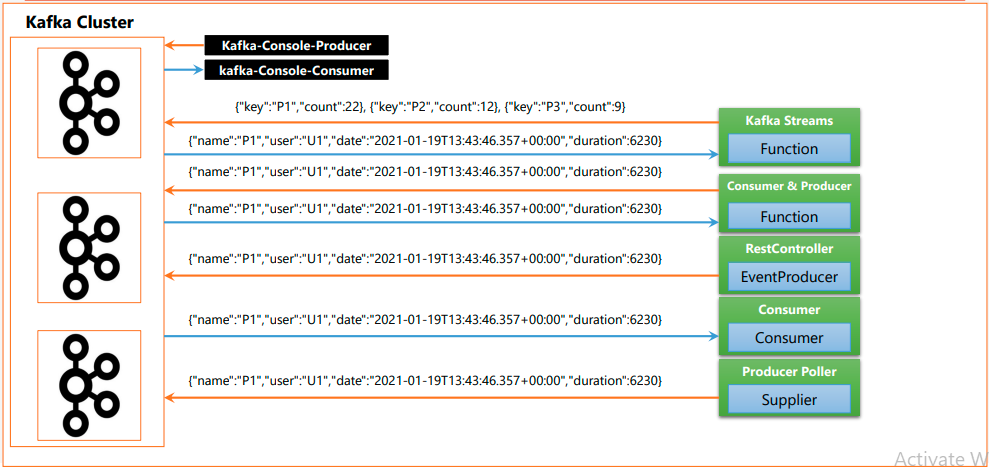 Kafka Cluster
Kafka-Console-Producer
kafka-Console-Consumer
{"key":"P1","count":22}, {"key":"P2","count":12}, {"key":"P3","count":9}
Kafka Streams
{"name":"P1","user":"U1","date":"2021-01-19T13:43:46.357+00:00","duration":6230}
Function
{"name":"P1","user":"U1","date":"2021-01-19T13:43:46.357+00:00","duration":6230}
Consumer & Producer
{"name":"P1","user":"U1","date":"2021-01-19T13:43:46.357+00:00","duration":6230}
Function
RestController
{"name":"P1","user":"U1","date":"2021-01-19T13:43:46.357+00:00","duration":6230}
EventProducer
Consumer
{"name":"P1","user":"U1","date":"2021-01-19T13:43:46.357+00:00","duration":6230}
Consumer
Producer Poller
{"name":"P1","user":"U1","date":"2021-01-19T13:43:46.357+00:00","duration":6230}
Supplier
Activate W